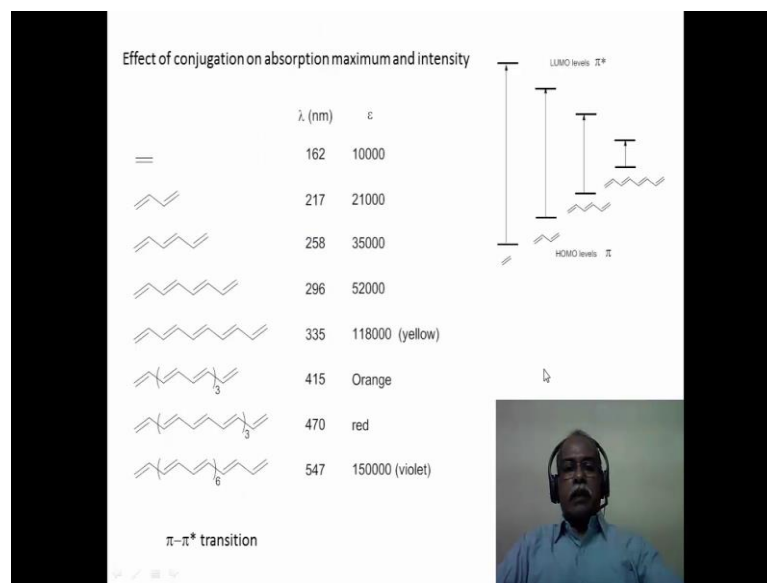 Effect of conjugation on absorption maximum and intensity
λ (nm) ε
162 10000
217 21000
258 35000
296 52000
335 118000 (yellow)
3 415 Orange
3 470 red
6 547 150000 (violet)
π–π* transition
LUMO levels π*
HOMO levels π